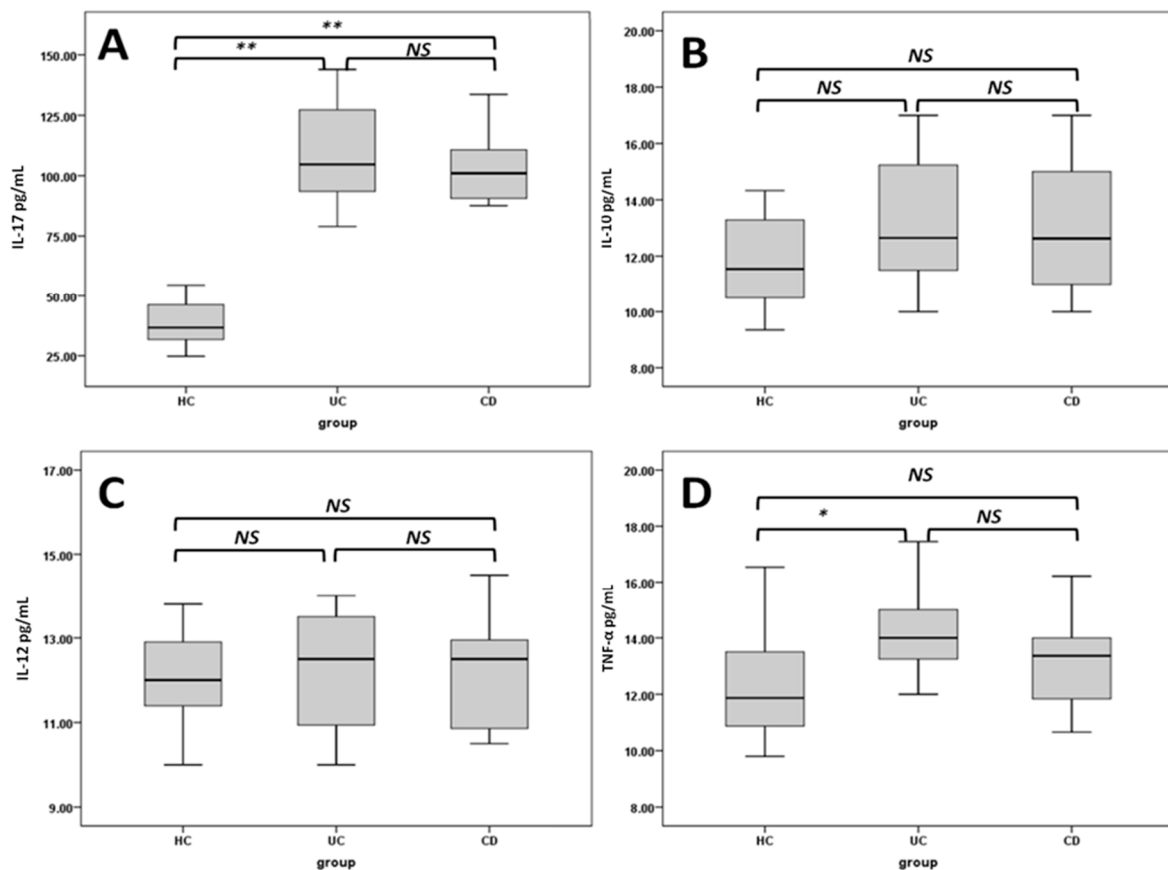 A
**
**
NS
150.00
125.00
100.00
75.00
50.00
25.00
IL-17 pg/mL
HC
UC
CD
group
B
NS
NS
NS
20.00
18.00
16.00
14.00
12.00
10.00
8.00
IL-10 pg/mL
HC
UC
CD
group
C
NS
NS
NS
17.00
15.00
13.00
11.00
9.00
IL-12 pg/mL
HC
UC
CD
group
D
NS
*
NS
20.00
18.00
16.00
14.00
12.00
10.00
8.00
TNF-α pg/mL
HC
UC
CD
group